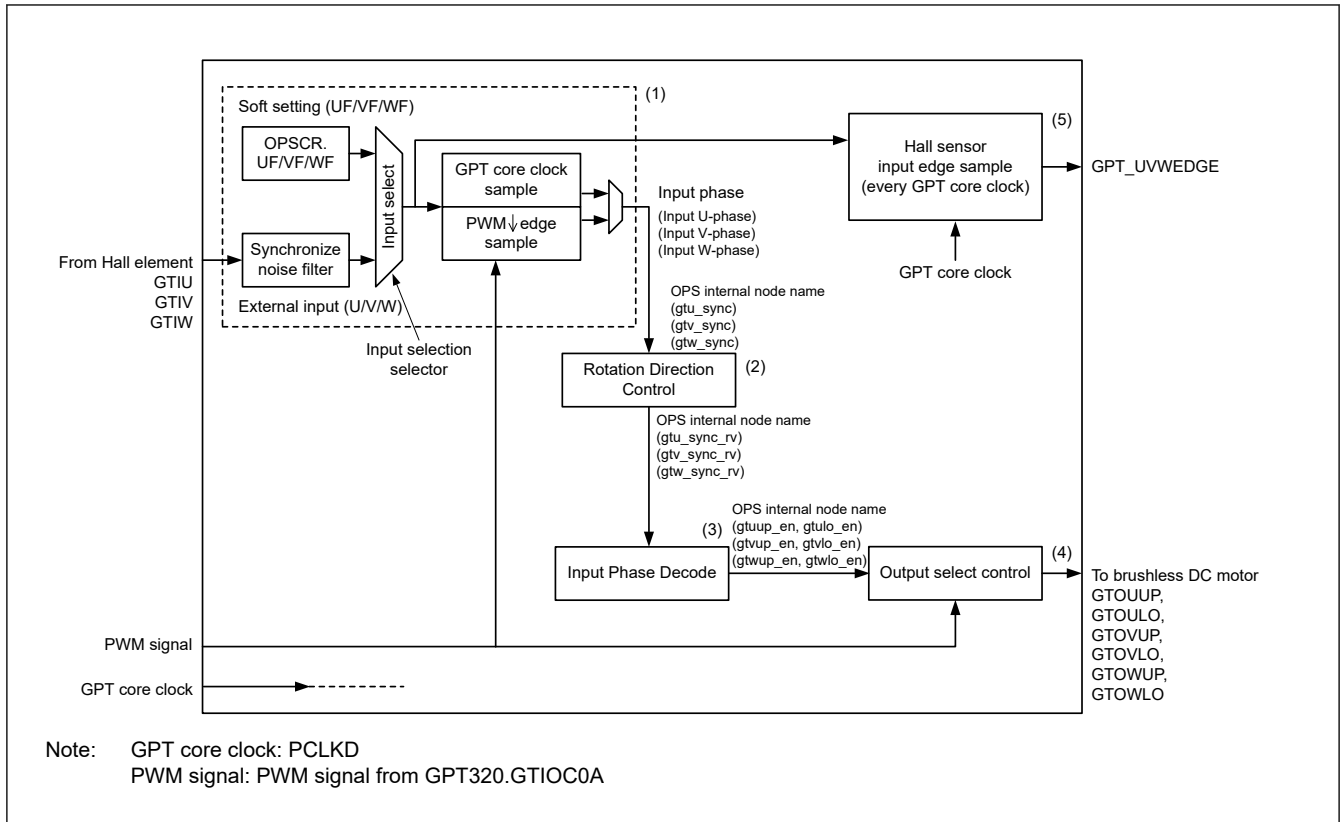 (1)
Soft setting (UF/VF/WF)
OPSCR.
UF/VF/WF
Input select
GPT core clock
sample
PWM↓edge
sample
Synchronize
noise filter
External input (U/V/W)
From Hall element
GTIU
GTIV
GTIW
Input selection
selector
Input phase
(Input U-phase)
(Input V-phase)
(Input W-phase)
(5)
Hall sensor
input edge sample
(every GPT core clock)
GPT_UVWEDGE
GPT core clock
OPS internal node name
(gtu_sync)
(gtv_sync)
(gtw_sync)
(2)
Rotation Direction
Control
OPS internal node name
(gtu_sync_rv)
(gtv_sync_rv)
(gtw_sync_rv)
(3)
Input Phase Decode
OPS internal node name
(gtuup_en, gtulo_en)
(gtvup_en, gtvlo_en)
(gtwup_en, gtwlo_en)
(4)
Output select control
To brushless DC motor
GTOUUP,
GTOULO,
GTOVUP,
GTOVLO,
GTOWUP,
GTOWLO
PWM signal
GPT core clock
Note: GPT core clock: PCLKD
PWM signal: PWM signal from GPT320.GTIOC0A